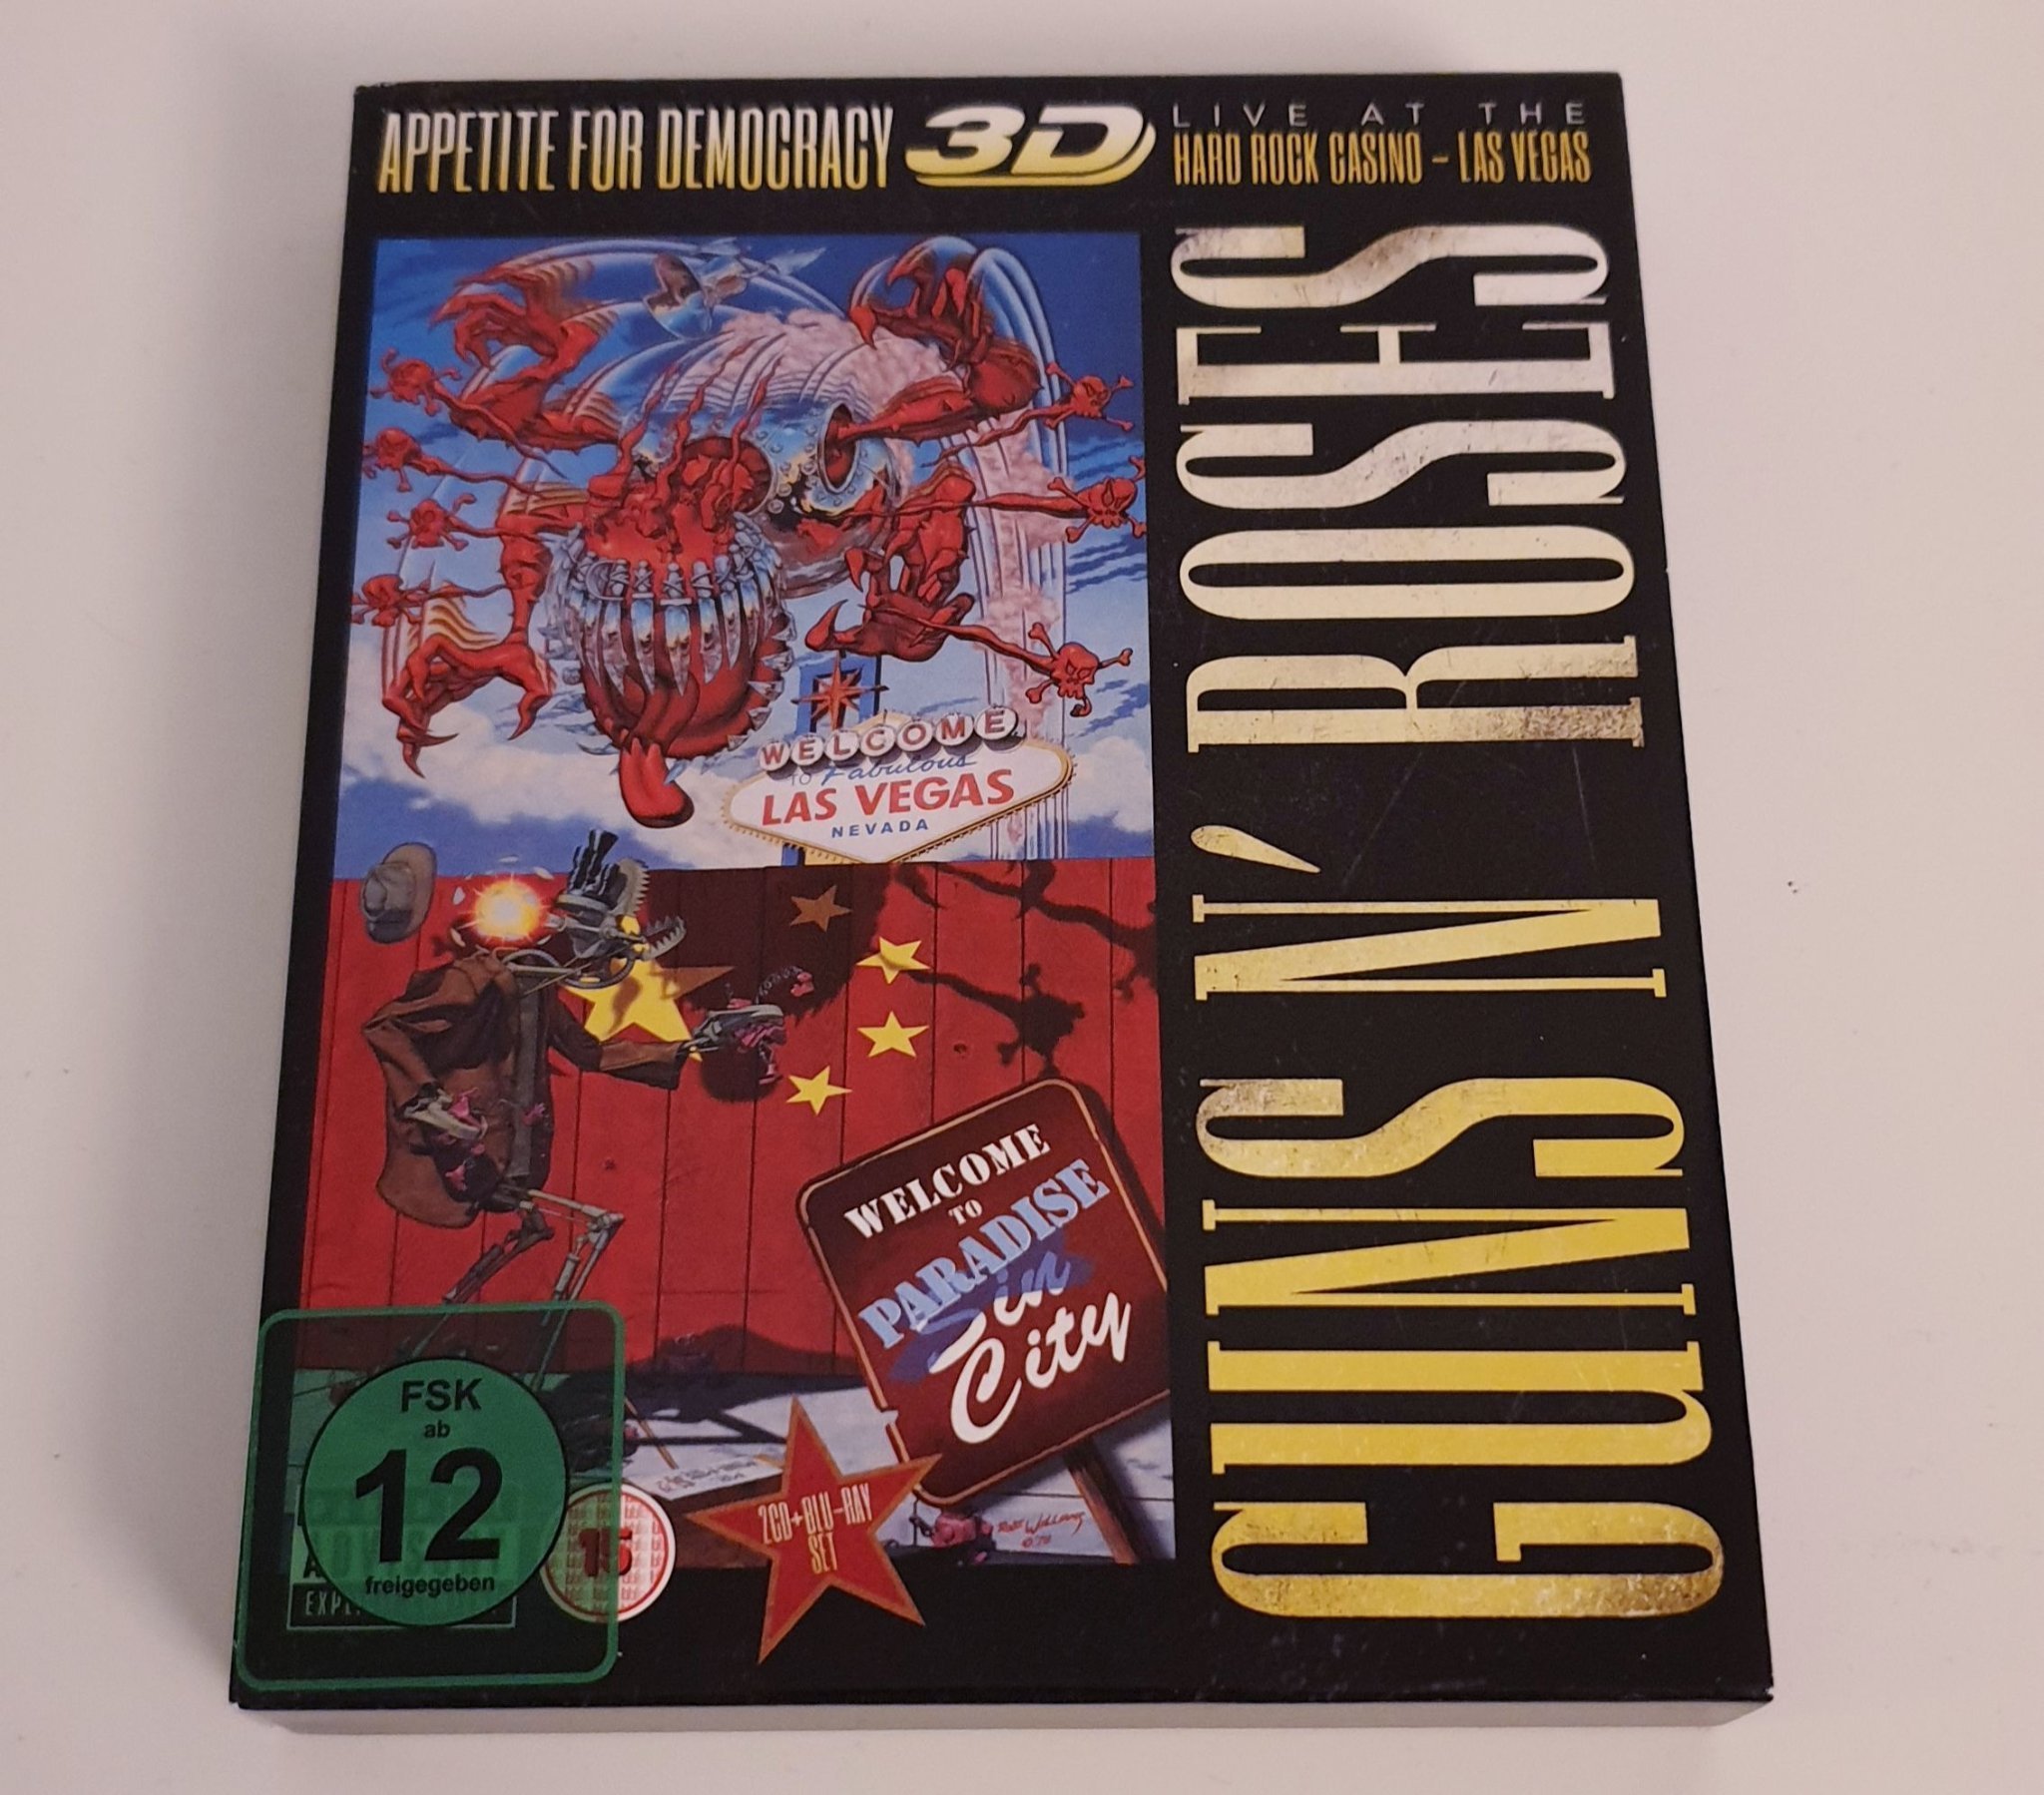 APPETITE FOR DEMOCRACY 3D
LIVE AT THE
HARD ROCK CASINO – LAS VEGAS
GUNS N' ROSES
WELCOME
TO Fabulous
LAS VEGAS
NEVADA
WELCOME
TO
PARADISE
Sin
City
FSK
ab
12
freigegeben
15
2CD+BLU-RAY
SET